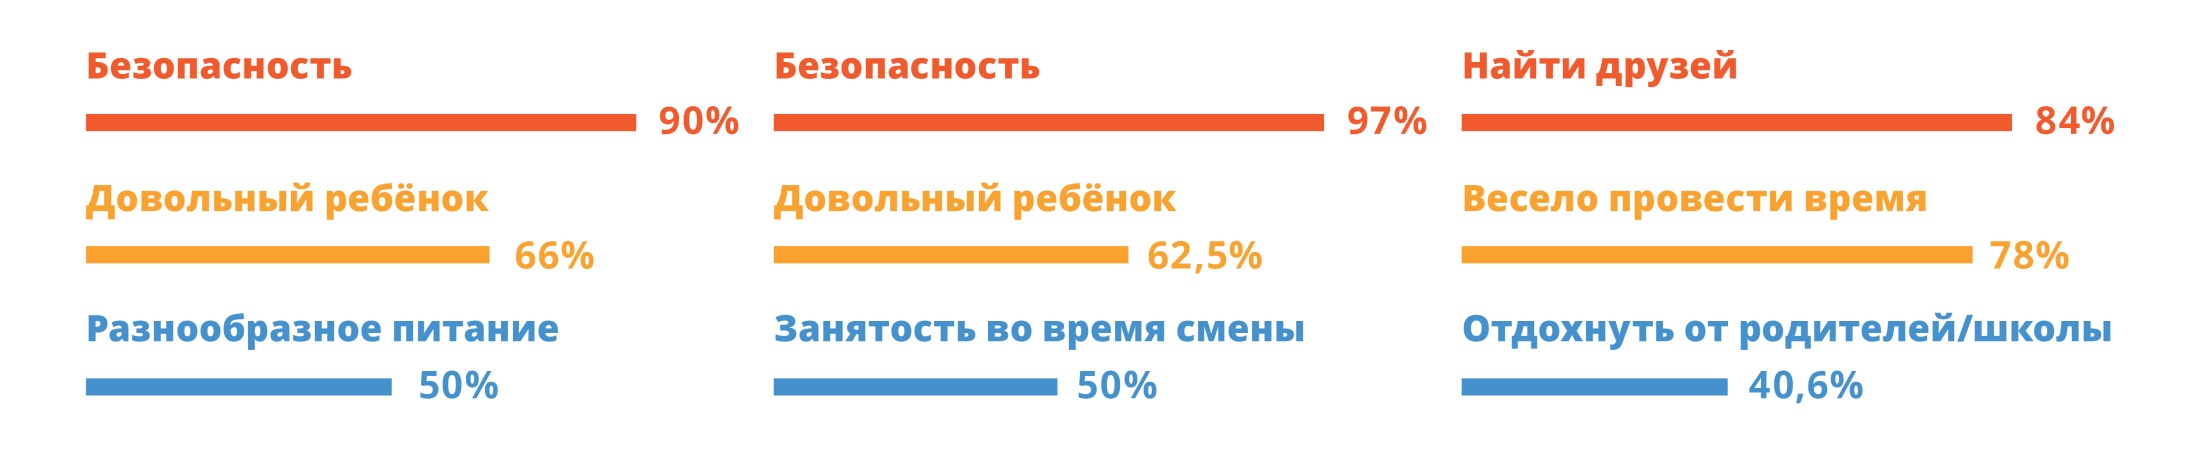 Безопасность
90%
Довольный ребёнок
66%
Разнообразное питание
50%
Безопасность
97%
Довольный ребёнок
62,5%
Занятость во время смены
50%
Найти друзей
84%
Весело провести время
78%
Отдохнуть от родителей/школы
40,6%